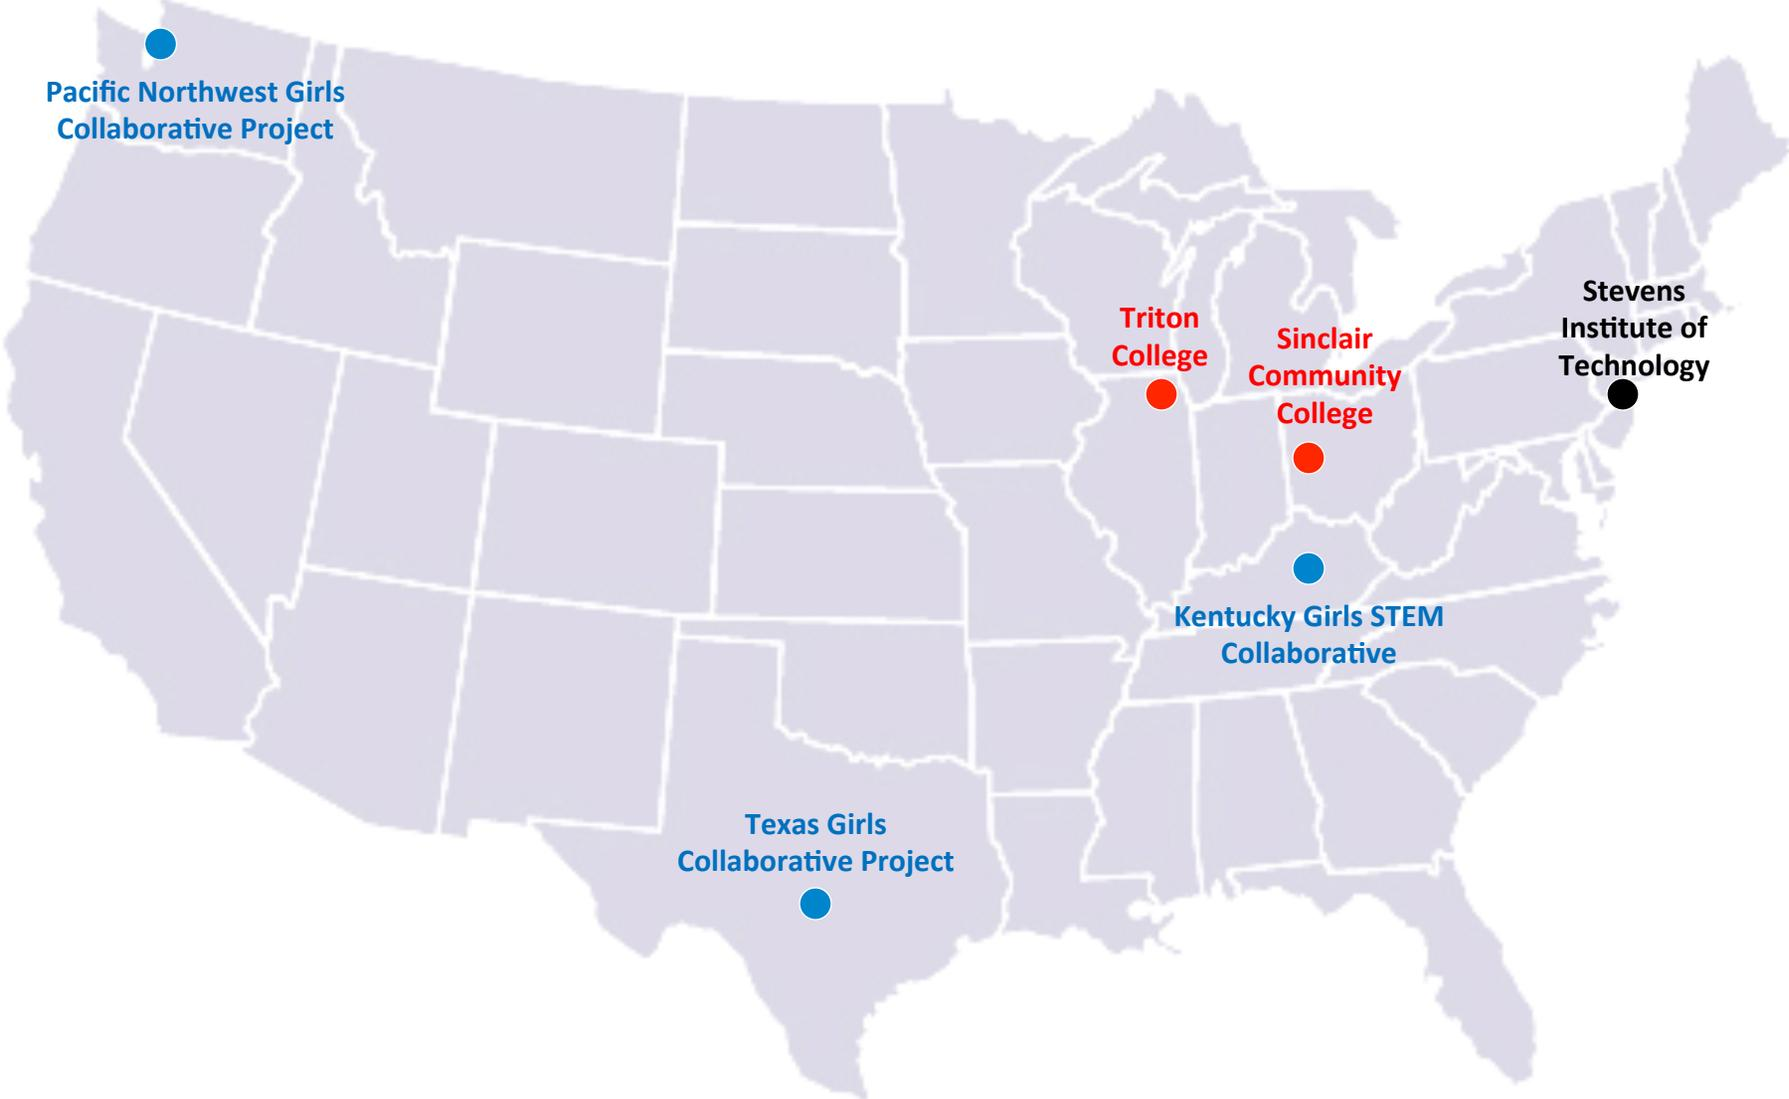 Pacific Northwest Girls
Collaborative Project
Stevens
Institute of
Technology
Triton
College
Sinclair
Community
College
Kentucky Girls STEM
Collaborative
Texas Girls
Collaborative Project